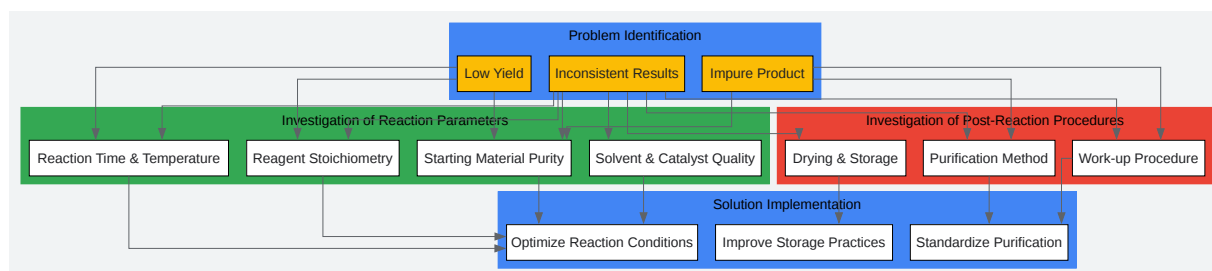 Problem Identification
Low Yield
Inconsistent Results
Impure Product
Investigation of Reaction Parameters
Investigation of Post-Reaction Procedures
Reaction Time & Temperature
Reagent Stoichiometry
Starting Material Purity
Solvent & Catalyst Quality
Drying & Storage
Purification Method
Work-up Procedure
Solution Implementation
Optimize Reaction Conditions
Improve Storage Practices
Standardize Purification